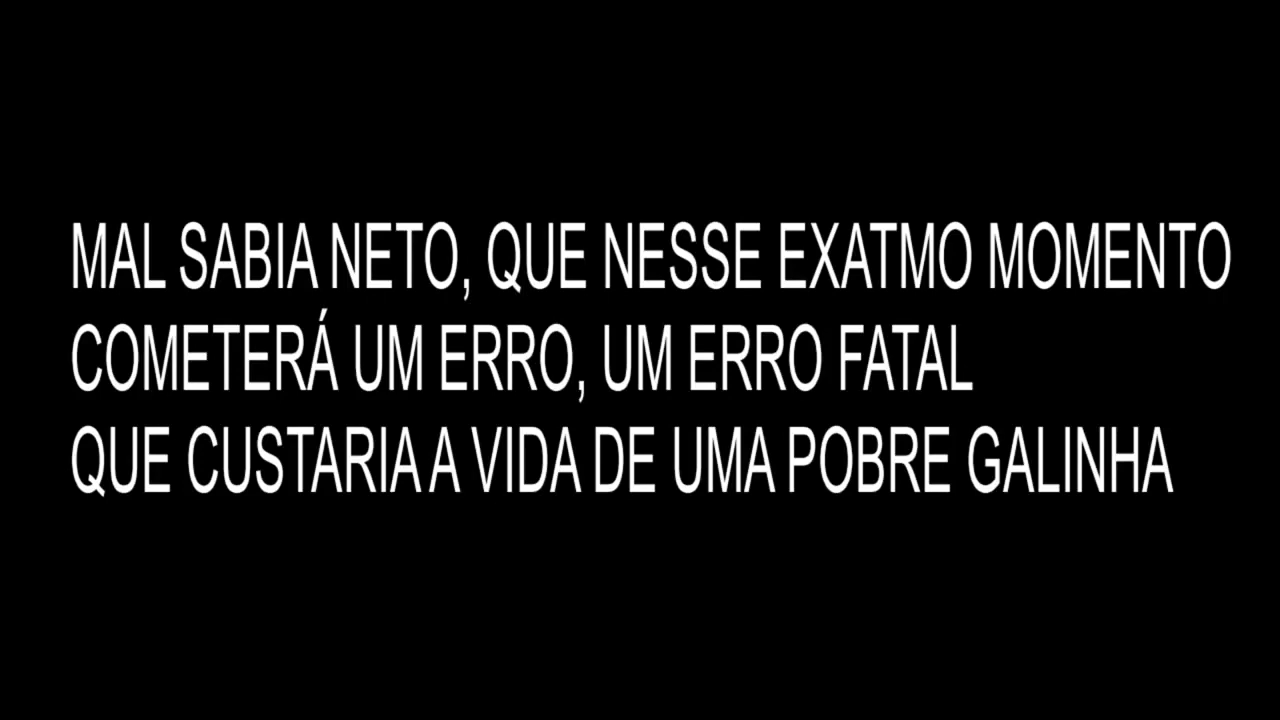 MAL SABIA NETO, QUE NESSE EXATMO MOMENTO
COMETERÁ UM ERRO, UM ERRO FATAL
QUE CUSTARIA A VIDA DE UMA POBRE GALINHA